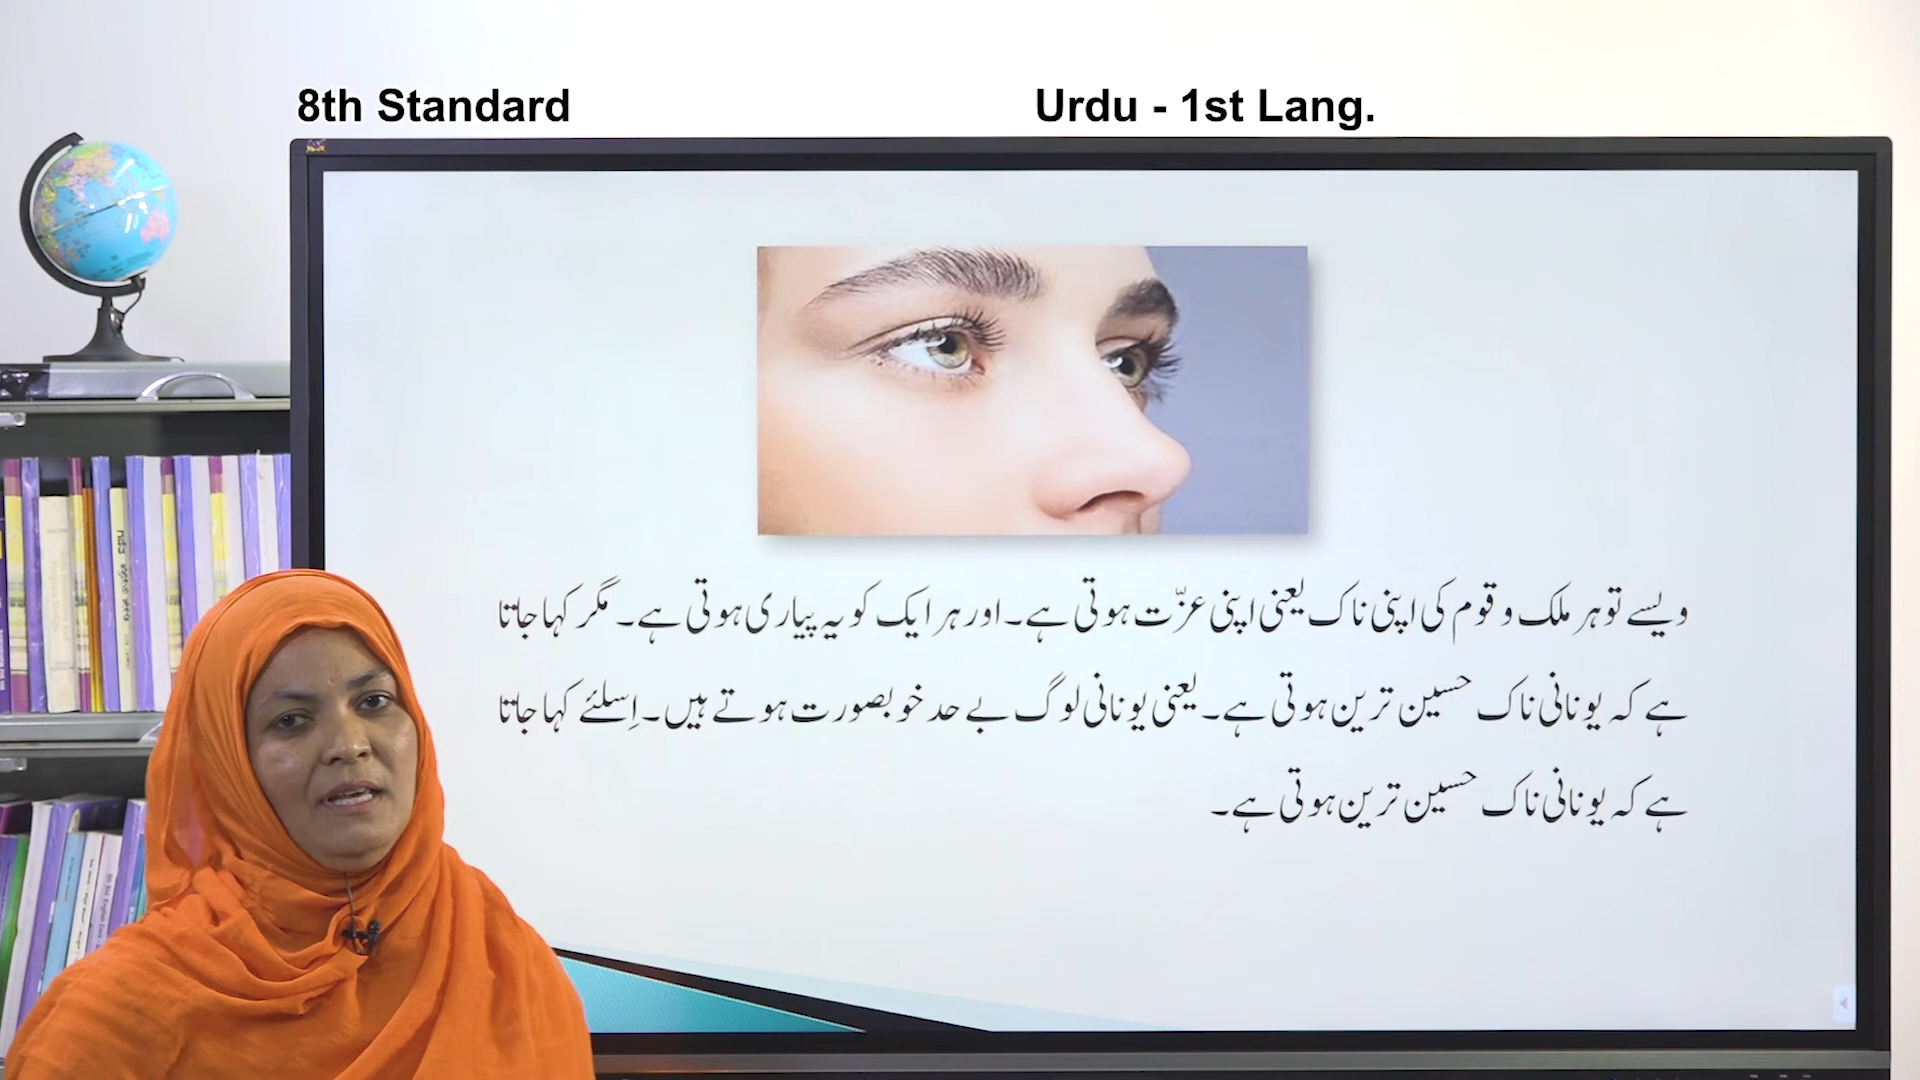 8th Standard
Urdu - 1st Lang.
ویسے تو ہر ملک و قوم کی اپنی ناک یعنی اپنی عزّت ہوتی ہے۔ اور ہر ایک کو یہ پیاری ہوتی ہے۔ مگر کہا جاتا
ہے کہ یونانی ناک حسین ترین ہوتی ہے۔ یعنی یونانی لوگ بے حد خوبصورت ہوتے ہیں۔ اِسلئے کہا جاتا
ہے کہ یونانی ناک حسین ترین ہوتی ہے۔